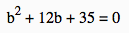 b² + 12b + 35 = 0